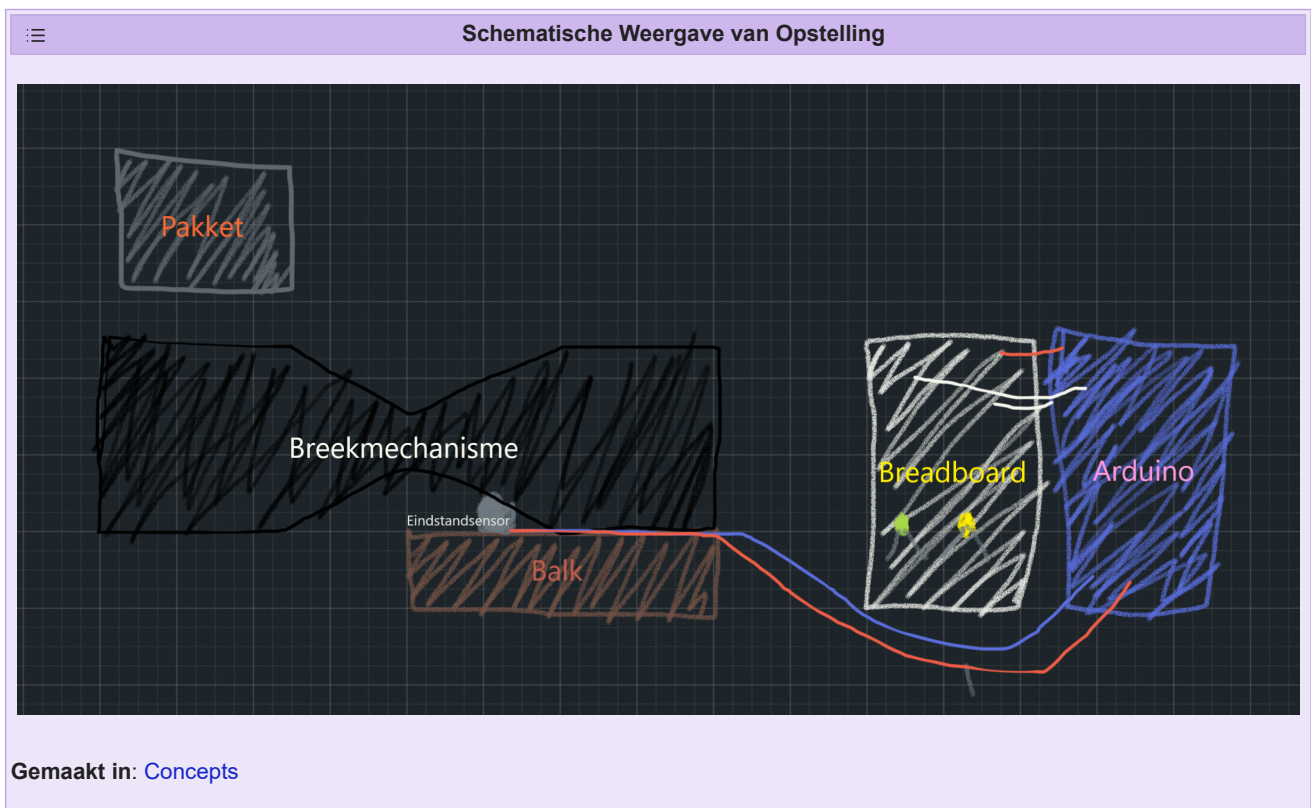 Schematische Weergave van Opstelling
Pakket
Breekmechanisme
Breadboard
Arduino
Eindstandsensor
Balk
Gemaakt in: Concepts